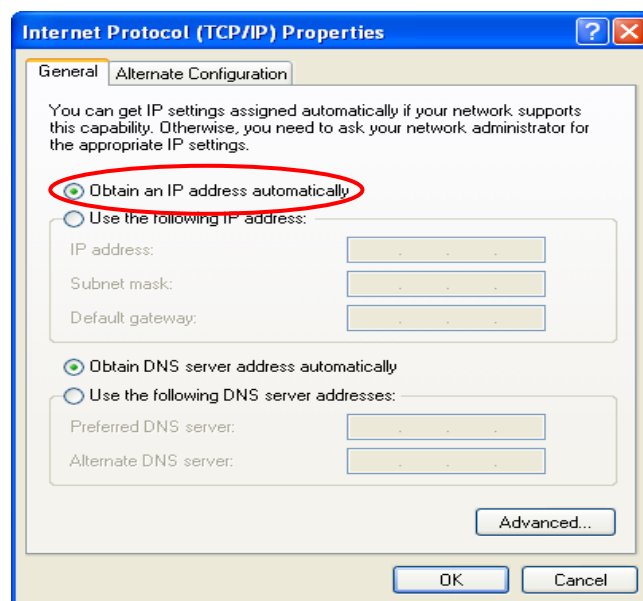 Internet Protocol (TCP/IP) Properties
General
Alternate Configuration
You can get IP settings assigned automatically if your network supports
this capability. Otherwise, you need to ask your network administrator for
the appropriate IP settings.
Obtain an IP address automatically
Use the following IP address:
IP address:
Subnet mask:
Default gateway:
Obtain DNS server address automatically
Use the following DNS server addresses:
Preferred DNS server:
Alternate DNS server:
Advanced...
OK
Cancel